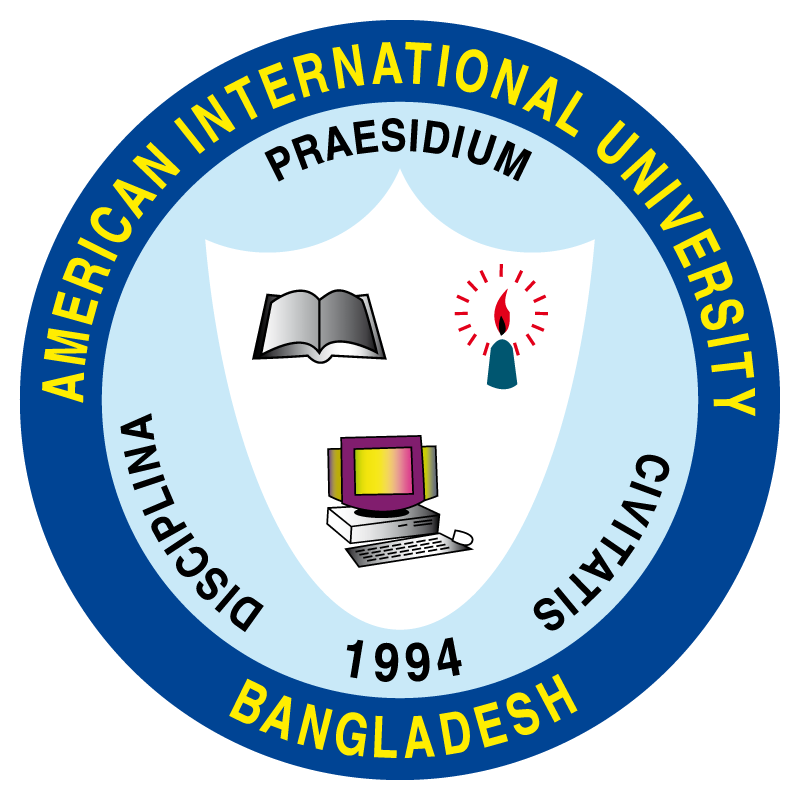 AMERICAN INTERNATIONAL UNIVERSITY
PRAESIDIUM
DISCIPLINA
CIVITATIS
1994
BANGLADESH